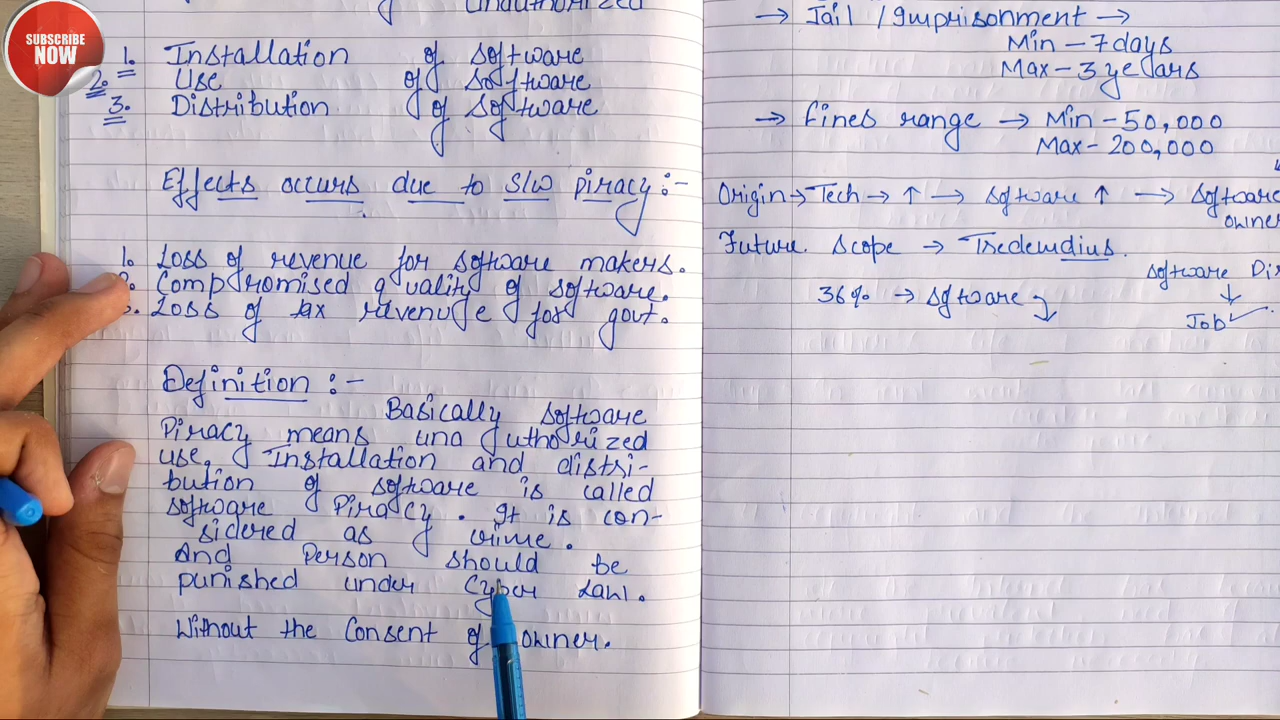 SUBSCRIBE
NOW
Unauthorized
1. Installation of software
2. Use of software
3. Distribution of software
Effects occurs due to S/W piracy :-
1. Loss of revenue for software makers.
2. Compromised quality of software.
3. Loss of tax revenue for govt.
Definition :-
Basically software
Piracy means unauthorized
use, Installation and distri-
bution of software is called
software Piracy. It is con-
sidered as crime.
And Person should be
punished under Cyber Law.
Without the Consent of owner.
→ Jail / Imprisonment →
Min - 7 days
Max - 3 years
→ fines range → Min - 50,000
Max - 200,000
Origin → Tech → ↑ → software ↑ → software
owner
Future Scope →
software Dis
36% → software
Job